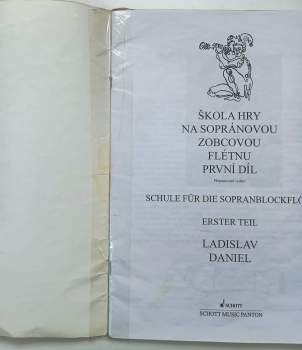 ŠKOLA HRY
NA SOPRÁNOVOU
ZOBCOVOU
FLÉTNU
PRVNÍ DÍL
SCHULE FÜR DIE SOPRANBLOCKFLÖ
ERSTER TEIL
LADISLAV
DANIEL
SCHOTT
SCHOTT MUSIC PANTON